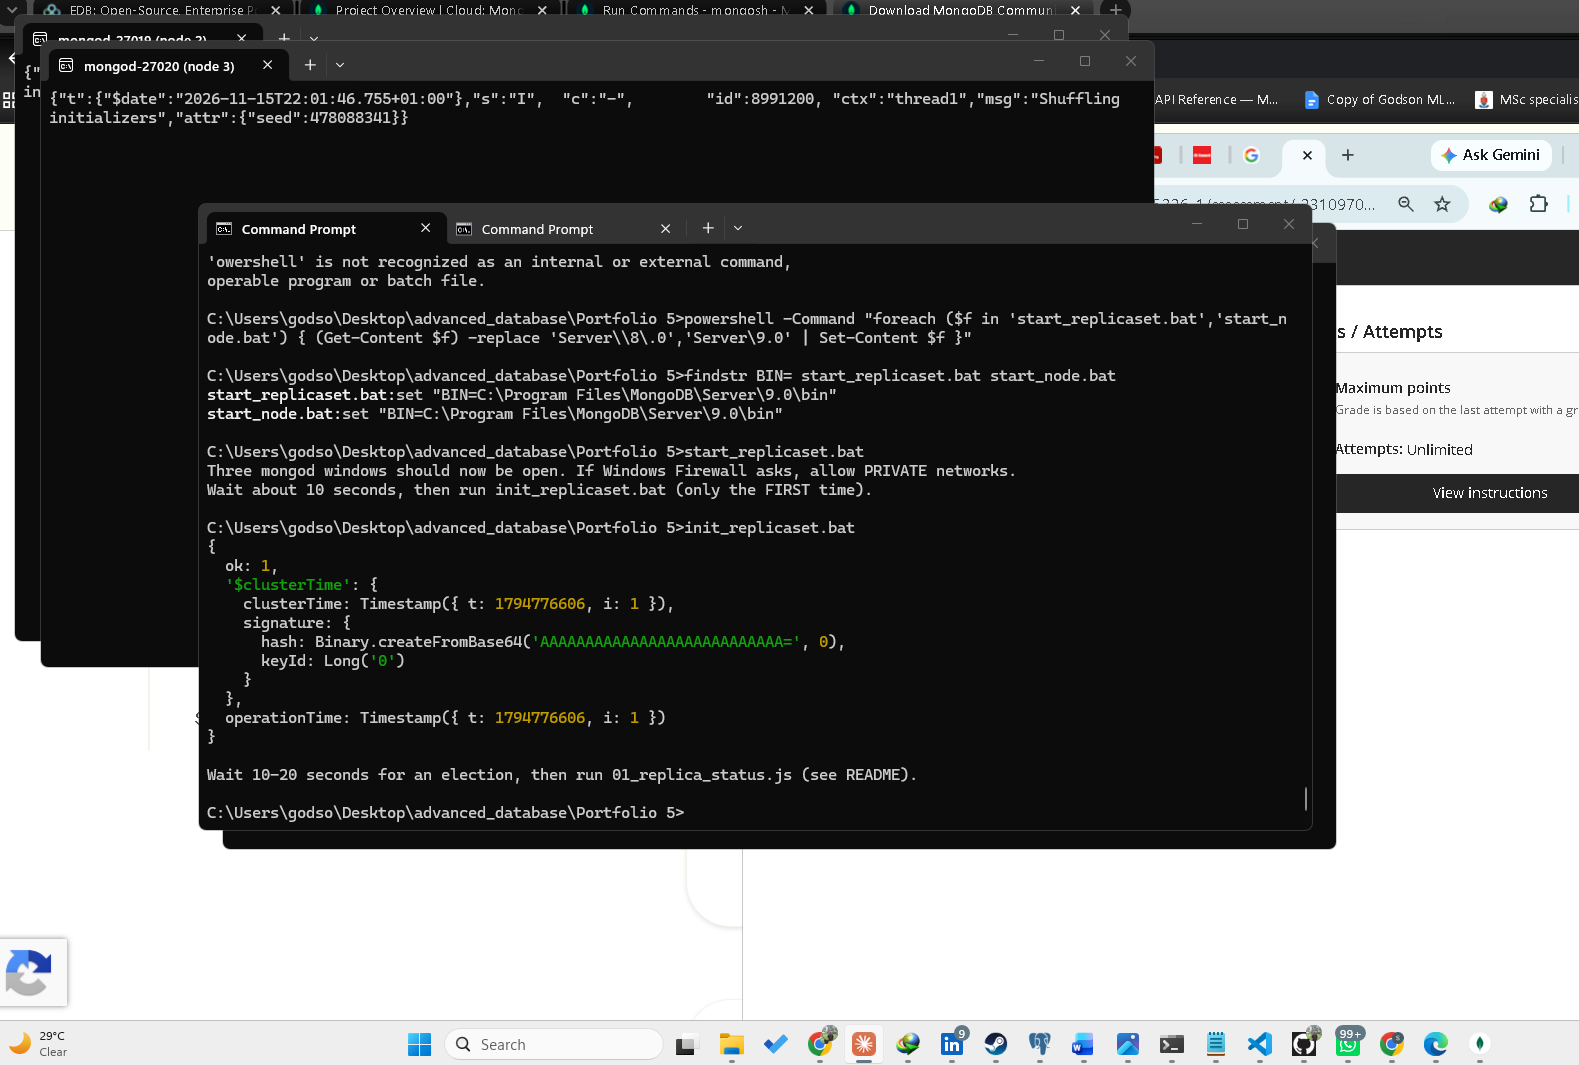 EDB: Open-Source, Enterprise
Project Overview | Cloud: Mon
Run Commands - mongosh -
Download MongoDB Commun
mongod-27019 (node 2)
mongod-27020 (node 3)
{"
in
{"t":{"$date":"2026-11-15T22:01:46.755+01:00"},"s":"I",  "c":"-",        "id":8991200, "ctx":"thread1","msg":"Shuffling
initializers","attr":{"seed":478088341}}
API Reference — M...
Copy of Godson ML...
MSc specialis
Ask Gemini
Command Prompt
Command Prompt
'owershell' is not recognized as an internal or external command,
operable program or batch file.
C:\Users\godso\Desktop\advanced_database\Portfolio 5>powershell -Command "foreach ($f in 'start_replicaset.bat','start_n
ode.bat') { (Get-Content $f) -replace 'Server\\8\.0','Server\9.0' | Set-Content $f }"
C:\Users\godso\Desktop\advanced_database\Portfolio 5>findstr BIN= start_replicaset.bat start_node.bat
start_replicaset.bat:set "BIN=C:\Program Files\MongoDB\Server\9.0\bin"
start_node.bat:set "BIN=C:\Program Files\MongoDB\Server\9.0\bin"
C:\Users\godso\Desktop\advanced_database\Portfolio 5>start_replicaset.bat
Three mongod windows should now be open. If Windows Firewall asks, allow PRIVATE networks.
Wait about 10 seconds, then run init_replicaset.bat (only the FIRST time).
C:\Users\godso\Desktop\advanced_database\Portfolio 5>init_replicaset.bat
{
  ok: 1,
  '$clusterTime': {
    clusterTime: Timestamp({ t: 1794776606, i: 1 }),
    signature: {
      hash: Binary.createFromBase64('AAAAAAAAAAAAAAAAAAAAAAAAAAA=', 0),
      keyId: Long('0')
    }
  },
  operationTime: Timestamp({ t: 1794776606, i: 1 })
}
Wait 10-20 seconds for an election, then run 01_replica_status.js (see README).
C:\Users\godso\Desktop\advanced_database\Portfolio 5>
s / Attempts
Maximum points
Grade is based on the last attempt with a gr
Attempts: Unlimited
View instructions
29°C
Clear
Search
9
99+